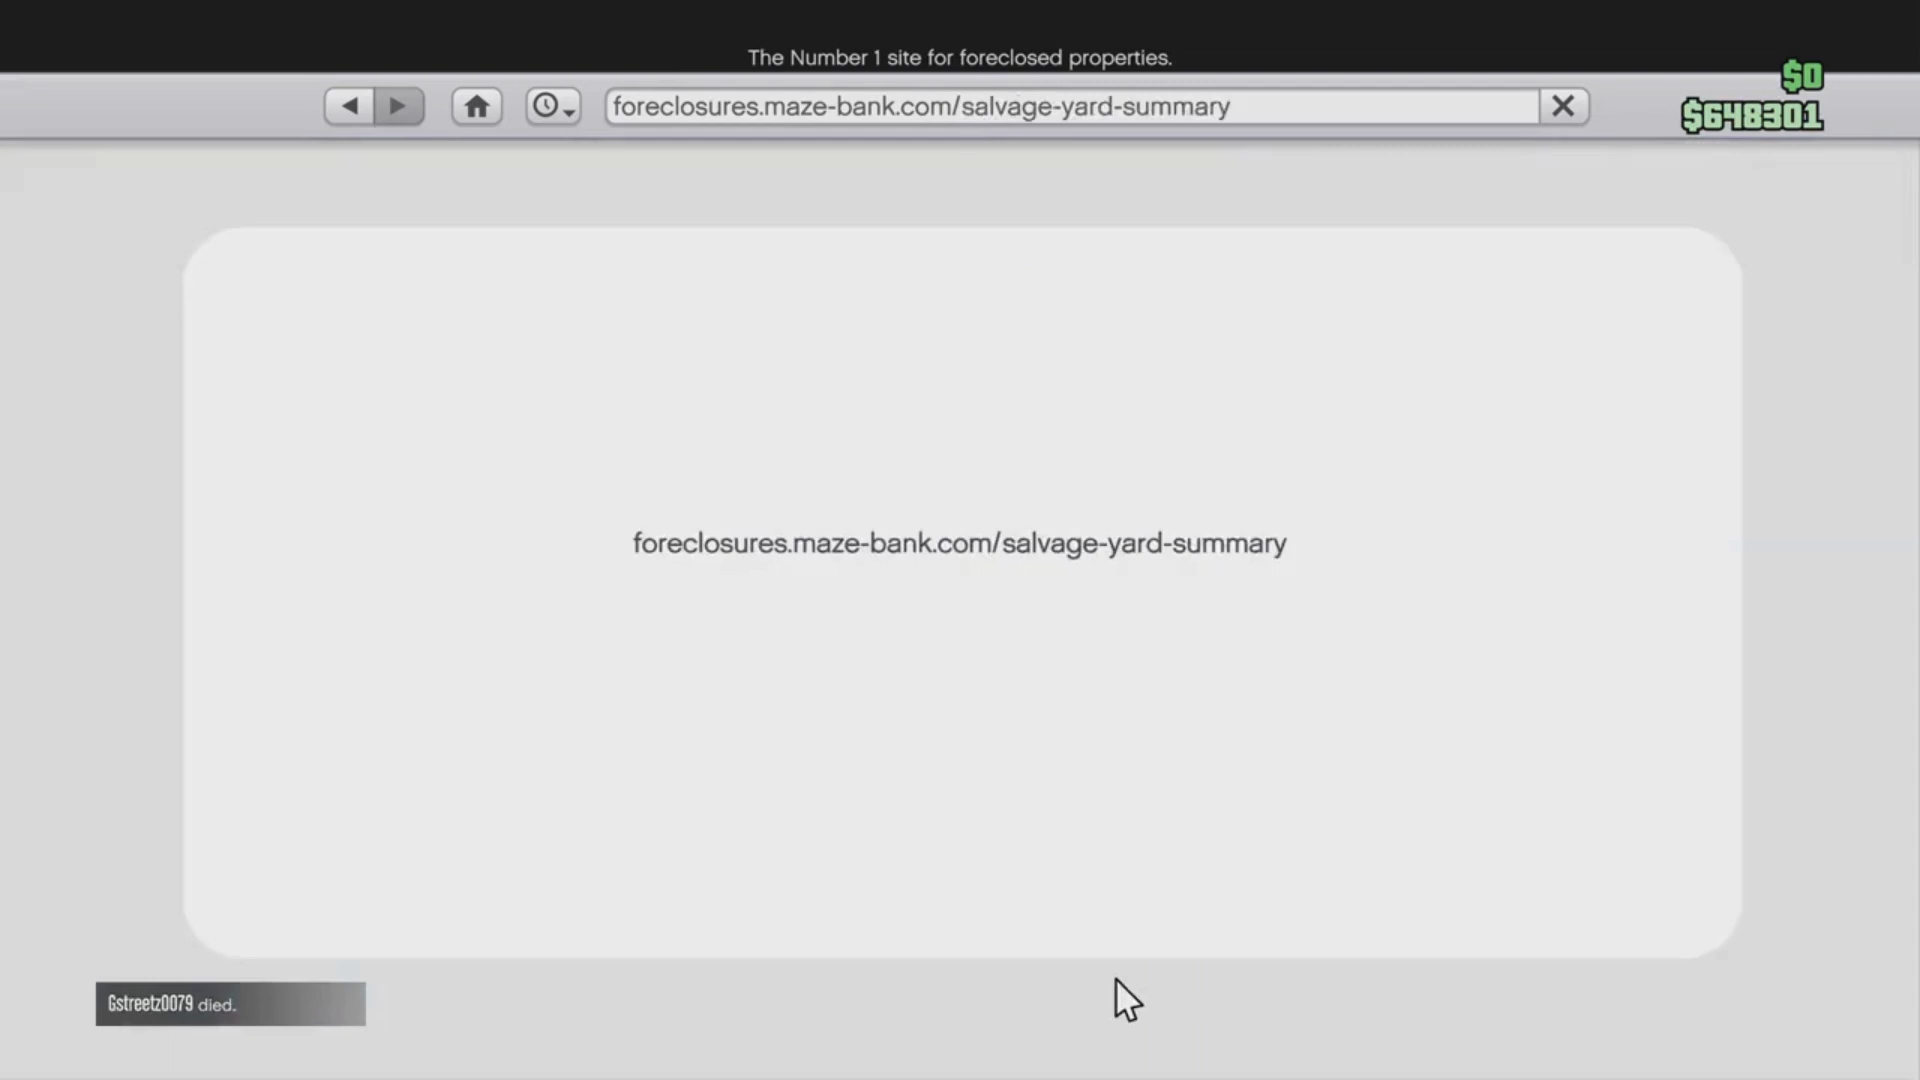 The Number 1 site for foreclosed properties.
$0
foreclosures.maze-bank.com/salvage-yard-summary
$648301
foreclosures.maze-bank.com/salvage-yard-summary
Gstreetz0079 died.